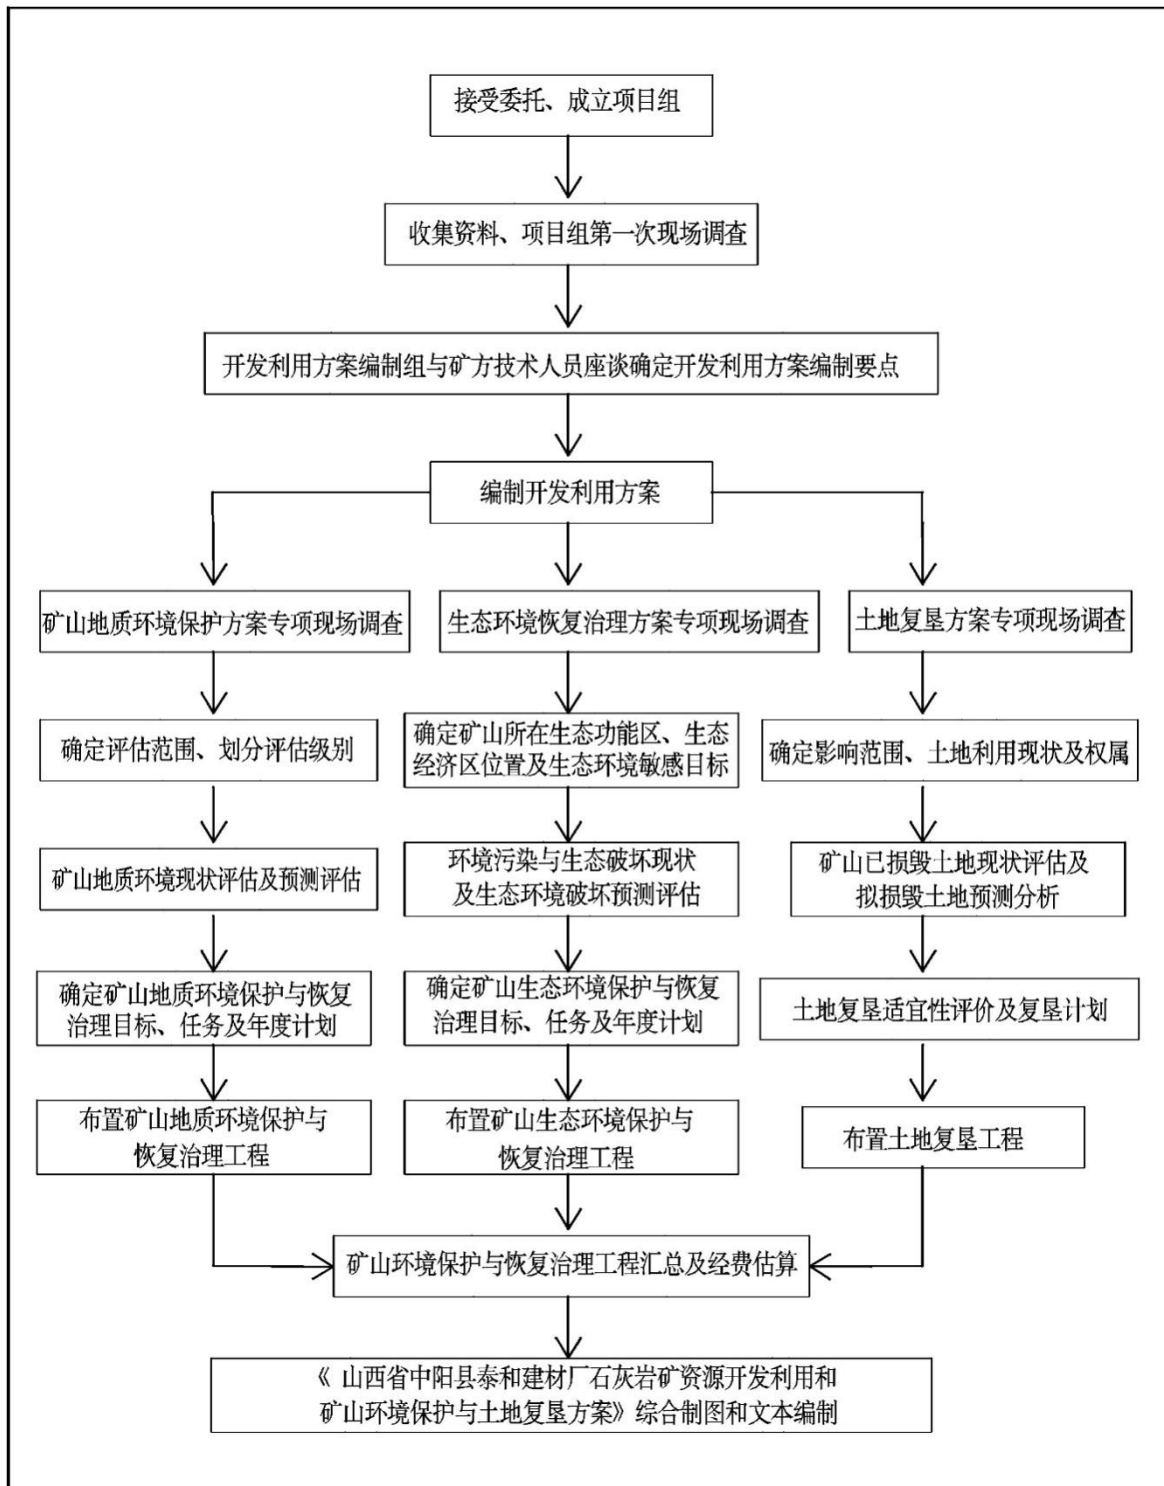 接受委托、成立项目组
收集资料、项目组第一次现场调查
开发利用方案编制组与矿方技术人员座谈确定开发利用方案编制要点
编制开发利用方案
矿山地质环境保护方案专项现场调查
生态环境恢复治理方案专项现场调查
土地复垦方案专项现场调查
确定评估范围、划分评估级别
确定矿山所在生态功能区、生态
经济区位置及生态环境敏感目标
确定影响范围、土地利用现状及权属
矿山地质环境现状评估及预测评估
环境污染与生态破坏现状
及生态环境破坏预测评估
矿山已损毁土地现状评估及
拟损毁土地预测分析
确定矿山地质环境保护与恢复
治理目标、任务及年度计划
确定矿山生态环境保护与恢复
治理目标、任务及年度计划
土地复垦适宜性评价及复垦计划
布置矿山地质环境保护与
恢复治理工程
布置矿山生态环境保护与
恢复治理工程
布置土地复垦工程
矿山环境保护与恢复治理工程汇总及经费估算
《 山西省中阳县泰和建材厂石灰岩矿资源开发利用和
矿山环境保护与土地复垦方案》综合制图和文本编制